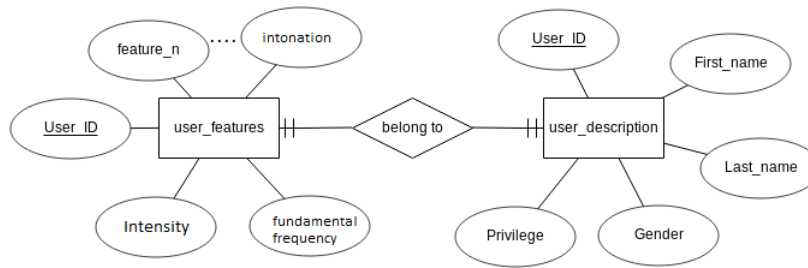 feature_n
....
intonation
User_ID
First_name
User_ID
user_features
belong to
user_description
Last_name
Intensity
fundamental
frequency
Privilege
Gender